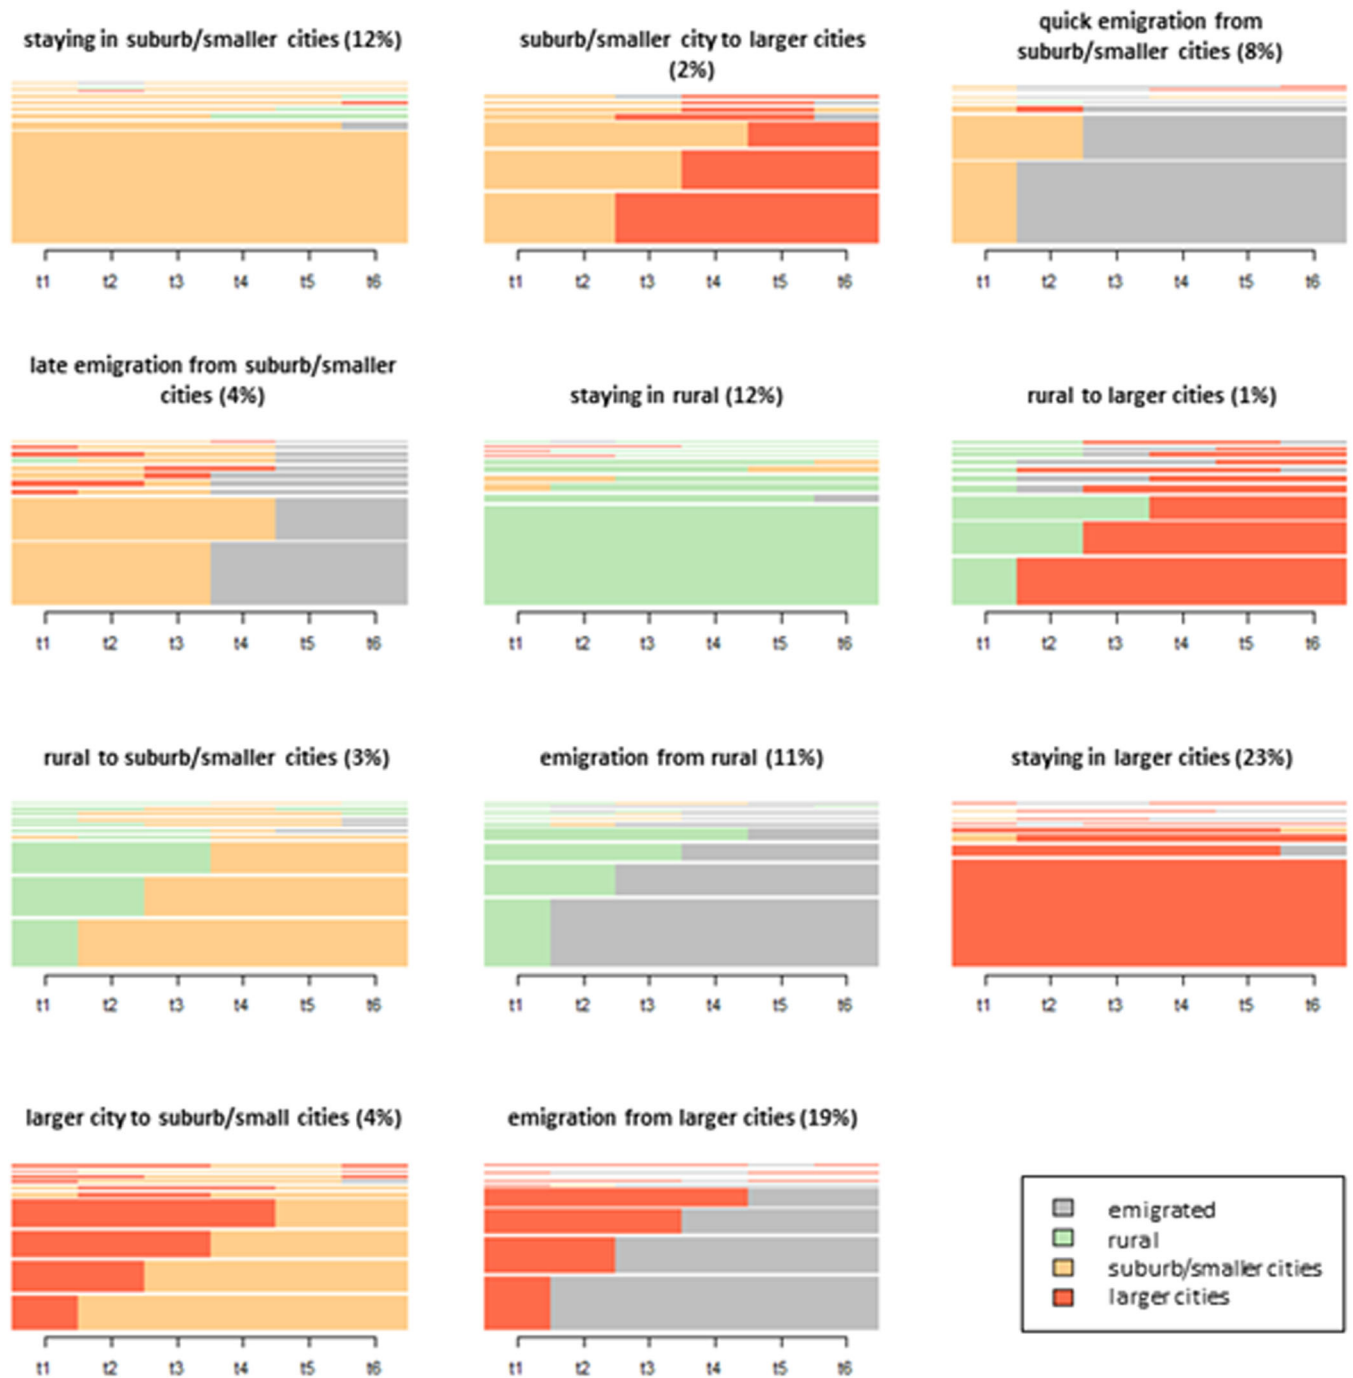 staying in suburb/smaller cities (12%)
suburb/smaller city to larger cities
(2%)
quick emigration from
suburb/smaller cities (8%)
t1 t2 t3 t4 t5 t6
t1 t2 t3 t4 t5 t6
t1 t2 t3 t4 t5 t6
late emigration from suburb/smaller
cities (4%)
staying in rural (12%)
rural to larger cities (1%)
t1 t2 t3 t4 t5 t6
t1 t2 t3 t4 t5 t6
t1 t2 t3 t4 t5 t6
rural to suburb/smaller cities (3%)
emigration from rural (11%)
staying in larger cities (23%)
t1 t2 t3 t4 t5 t6
t1 t2 t3 t4 t5 t6
t1 t2 t3 t4 t5 t6
larger city to suburb/small cities (4%)
emigration from larger cities (19%)
t1 t2 t3 t4 t5 t6
t1 t2 t3 t4 t5 t6
emigrated
rural
suburb/smaller cities
larger cities